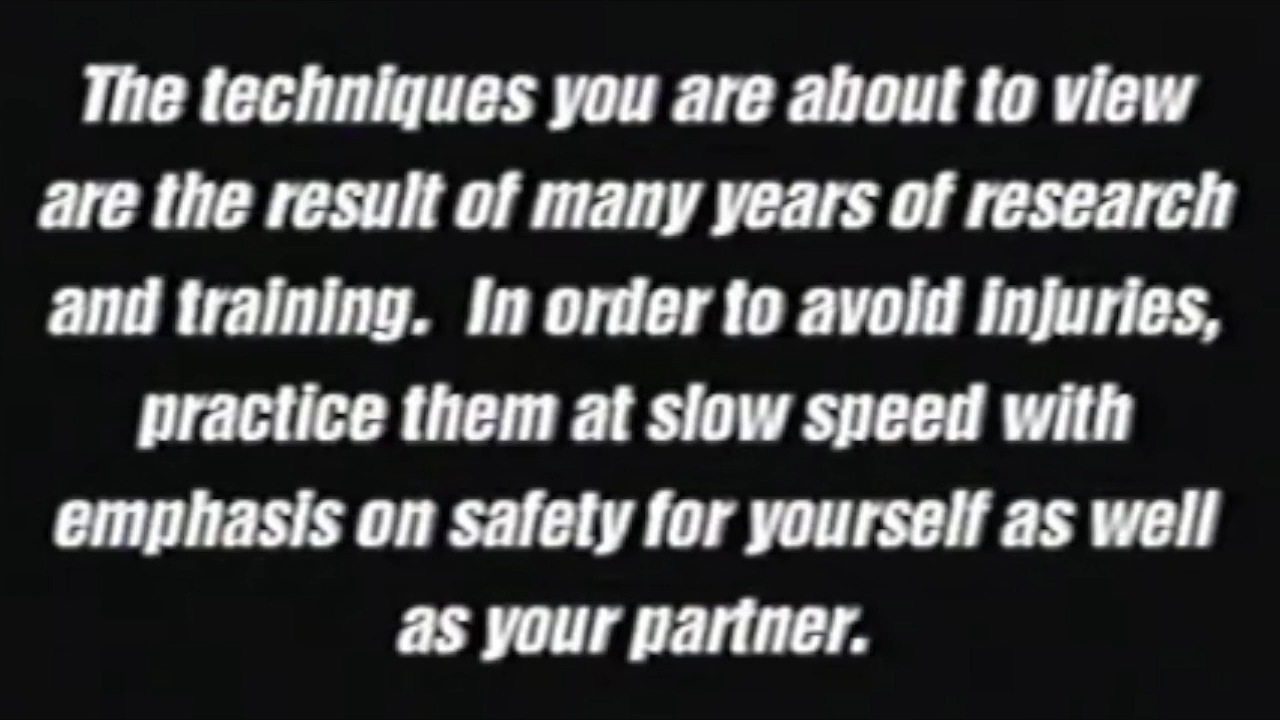 The techniques you are about to view
are the result of many years of research
and training.  In order to avoid injuries,
practice them at slow speed with
emphasis on safety for yourself as well
as your partner.